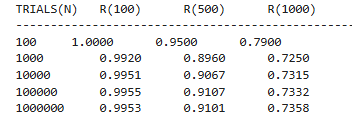 TRIALS(N) R(100) R(500) R(1000)
------------------------------------------------
100 1.0000 0.9500 0.7900
1000 0.9920 0.8960 0.7250
10000 0.9951 0.9067 0.7315
100000 0.9955 0.9107 0.7332
1000000 0.9953 0.9101 0.7358